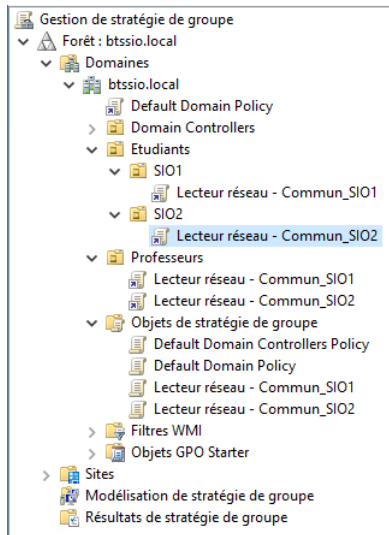 Gestion de stratégie de groupe
Forêt : btssio.local
Domaines
btssio.local
Default Domain Policy
Domain Controllers
Etudiants
SIO1
Lecteur réseau - Commun_SIO1
SIO2
Lecteur réseau - Commun_SIO2
Professeurs
Lecteur réseau - Commun_SIO1
Lecteur réseau - Commun_SIO2
Objets de stratégie de groupe
Default Domain Controllers Policy
Default Domain Policy
Lecteur réseau - Commun_SIO1
Lecteur réseau - Commun_SIO2
Filtres WMI
Objets GPO Starter
Sites
Modélisation de stratégie de groupe
Résultats de stratégie de groupe